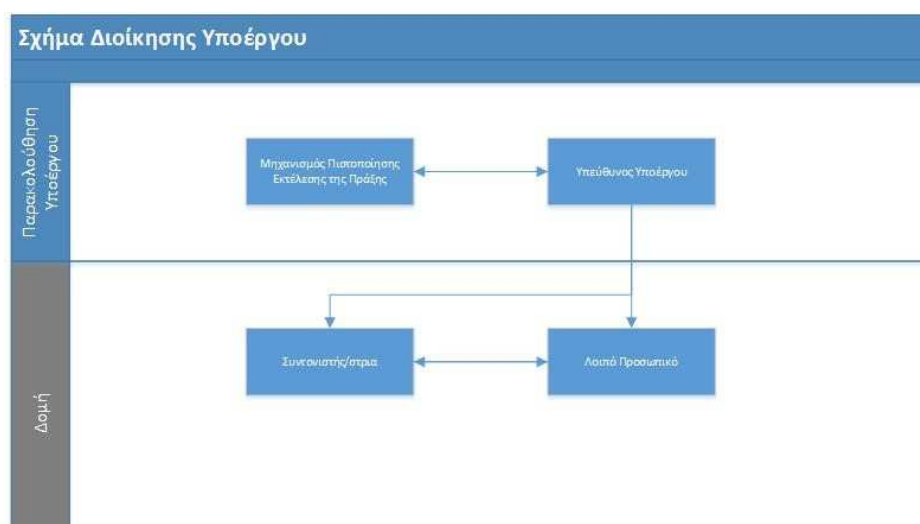 Σχήμα Διοίκησης Υποέργου
Παρακολούθηση
Υποέργου
Μηχανισμός Πιστοποίησης
Εκτέλεσης της Πράξης
Υπεύθυνος Υποέργου
Δομή
Συντονιστής/στρια
Λοιπό Προσωπικό